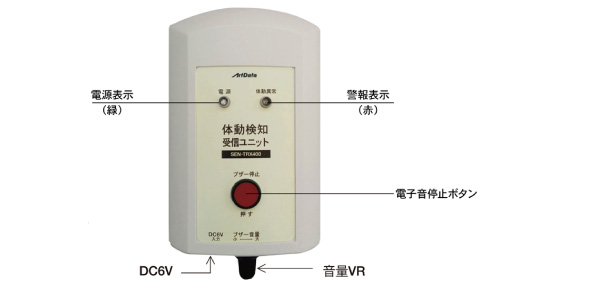 ArtData
電源表示
（緑）
電 源
体動異常
警報表示
（赤）
体動検知
受信ユニット
SEN-TRX400
ブザー停止
電子音停止ボタン
押 す
DC6V
入力
ブザー音量
小 大
DC6V
音量VR